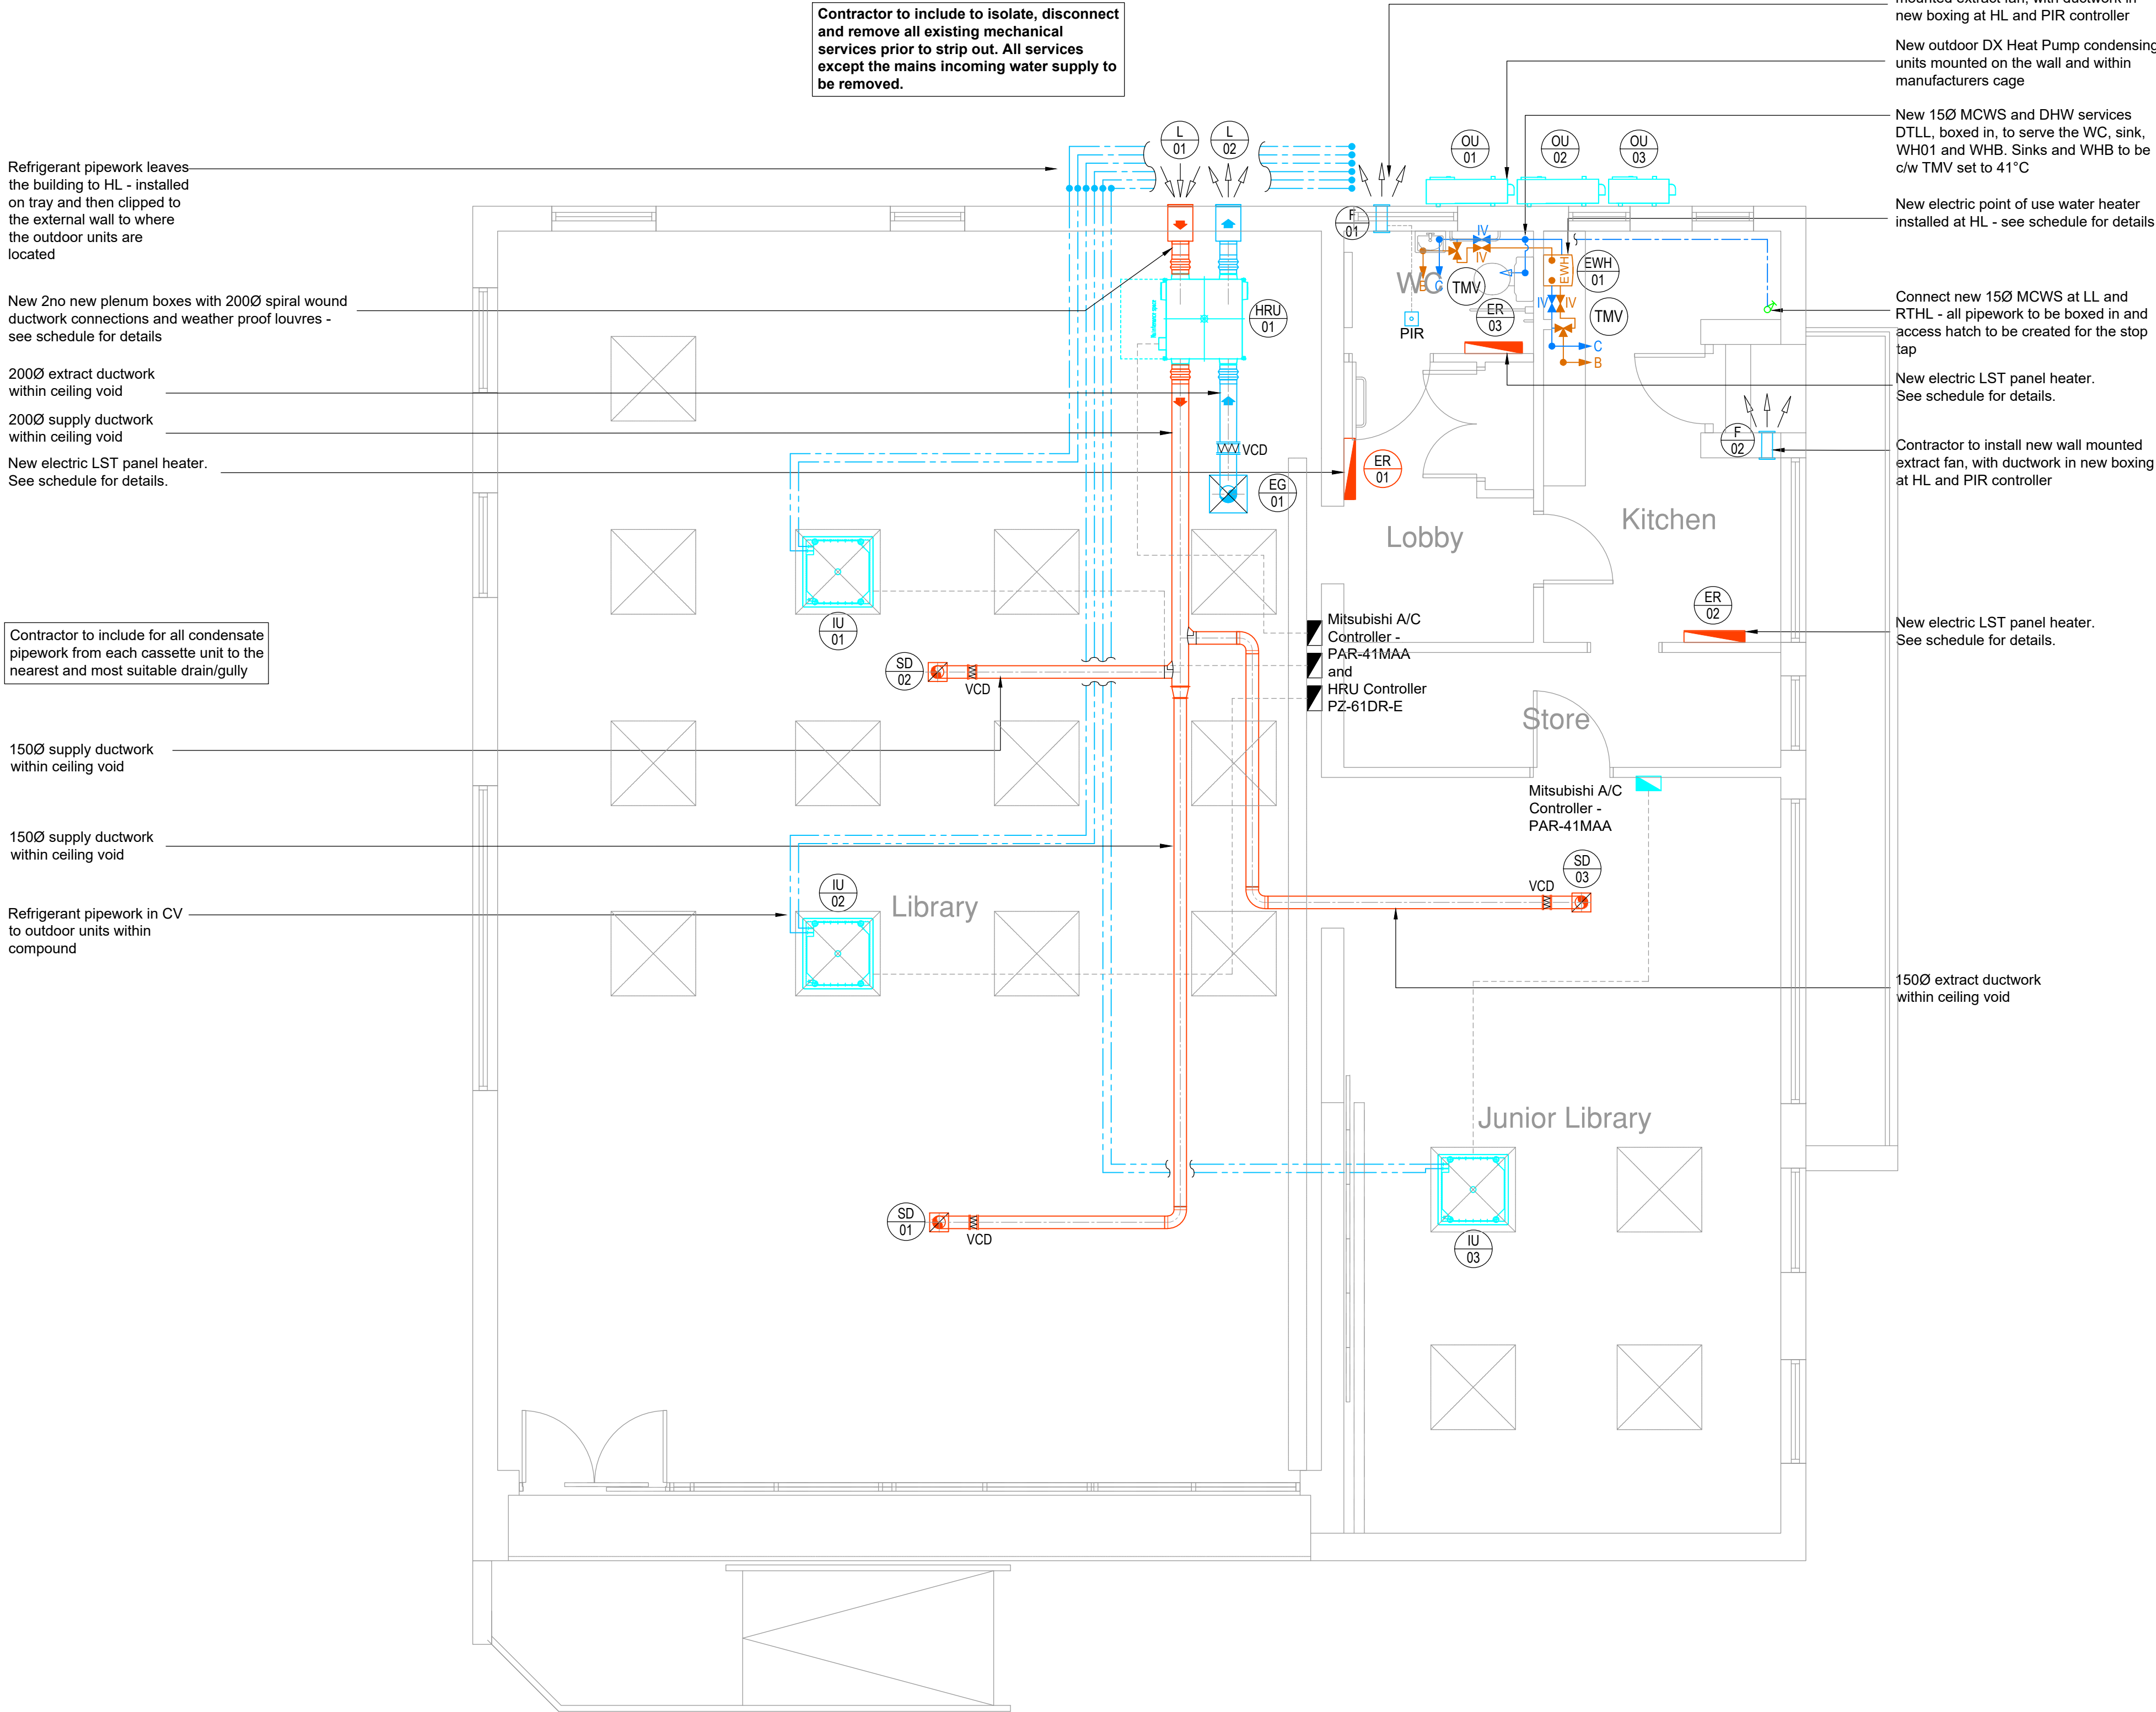 Contractor to include to isolate, disconnect
and remove all existing mechanical
services prior to strip out. All services
except the mains incoming water supply to
be removed.
mounted extract fan, with ductwork in
new boxing at HL and PIR controller
New outdoor DX Heat Pump condensing
units mounted on the wall and within
manufacturers cage
New 15Ø MCWS and DHW services
DTLL, boxed in, to serve the WC, sink,
WH01 and WHB. Sinks and WHB to be
c/w TMV set to 41°C
New electric point of use water heater
installed at HL - see schedule for details
Connect new 15Ø MCWS at LL and
RTHL - all pipework to be boxed in and
access hatch to be created for the stop
tap
New electric LST panel heater.
See schedule for details.
Contractor to install new wall mounted
extract fan, with ductwork in new boxing
at HL and PIR controller
New electric LST panel heater.
See schedule for details.
150Ø extract ductwork
within ceiling void
Refrigerant pipework leaves
the building to HL - installed
on tray and then clipped to
the external wall to where
the outdoor units are
located
New 2no new plenum boxes with 200Ø spiral wound
ductwork connections and weather proof louvres -
see schedule for details
200Ø extract ductwork
within ceiling void
200Ø supply ductwork
within ceiling void
New electric LST panel heater.
See schedule for details.
Contractor to include for all condensate
pipework from each cassette unit to the
nearest and most suitable drain/gully
150Ø supply ductwork
within ceiling void
150Ø supply ductwork
within ceiling void
Refrigerant pipework in CV
to outdoor units within
compound
L
01
L
02
OU
01
OU
02
OU
03
F
01
IV
IV
WC
B
C
TMV
EWH
EWH
01
IV
IV
TMV
C
B
HRU
01
PIR
ER
03
F
02
VCD
EG
01
ER
01
Lobby
Kitchen
ER
02
IU
01
SD
02
VCD
Mitsubishi A/C
Controller -
PAR-41MAA
and
HRU Controller
PZ-61DR-E
Store
Mitsubishi A/C
Controller -
PAR-41MAA
SD
03
VCD
IU
02
Library
Junior Library
SD
01
VCD
IU
03